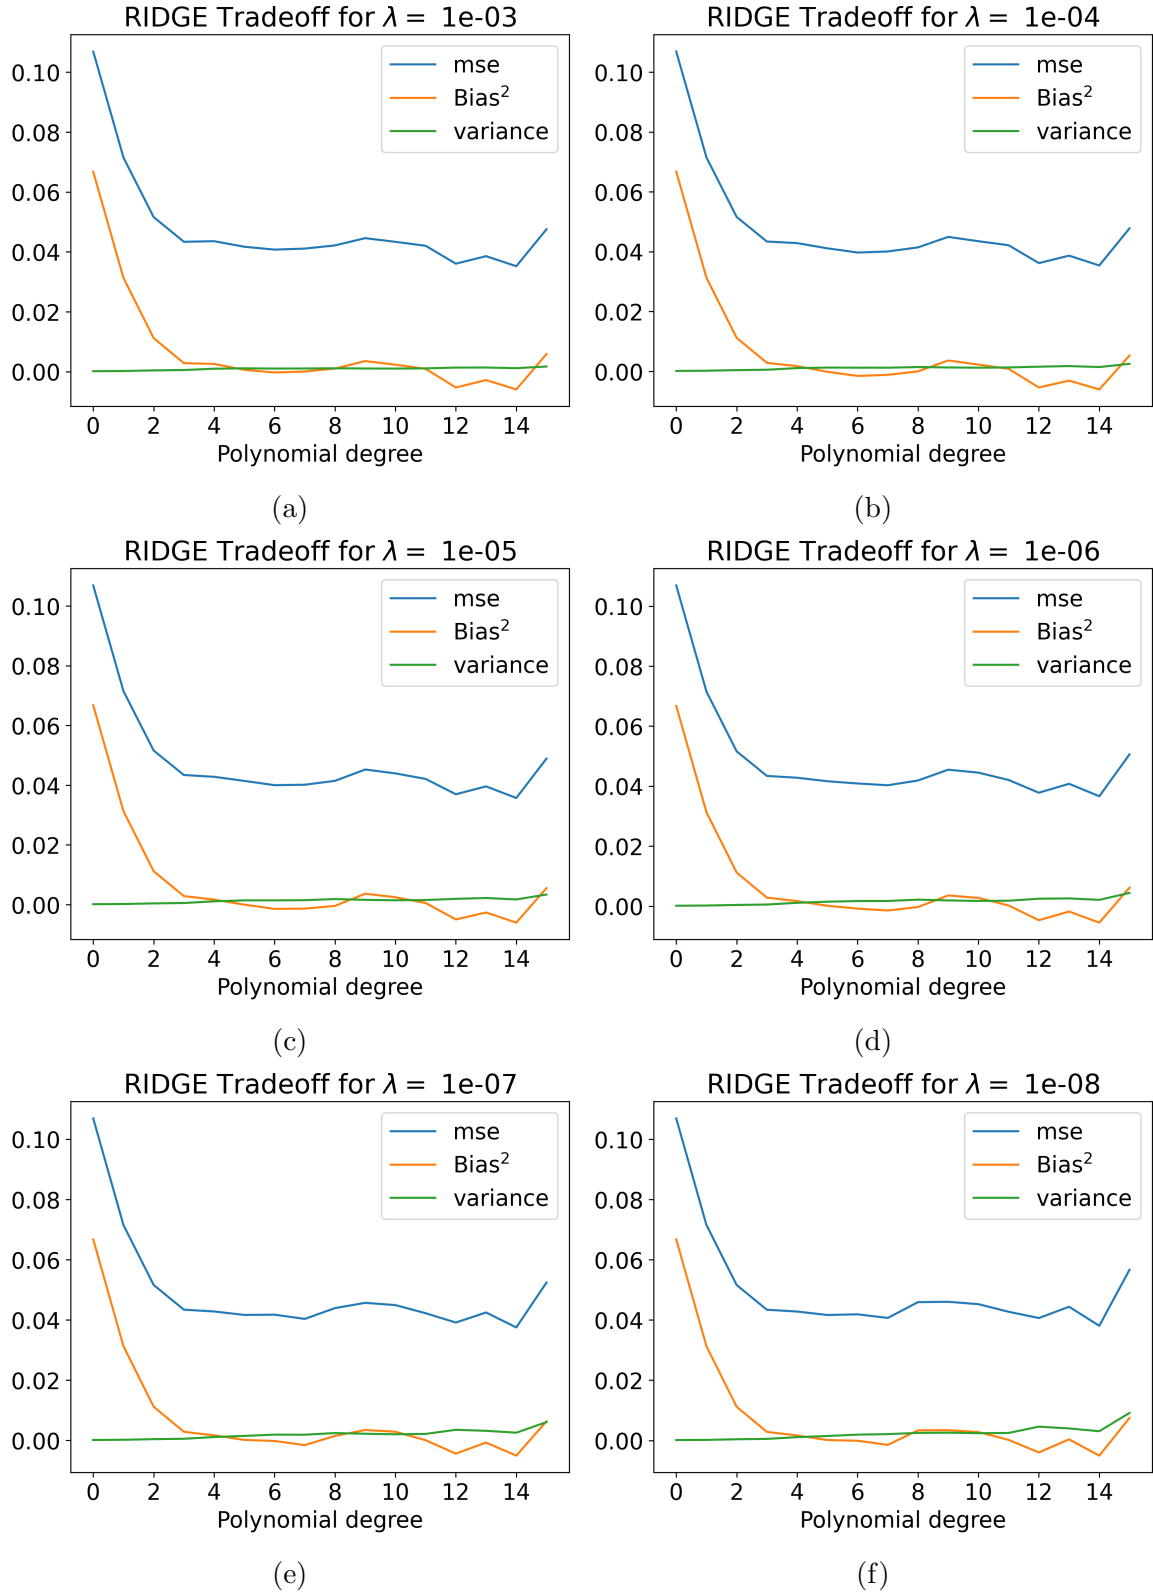 RIDGE Tradeoff for λ = 1e-03
mse
Bias²
variance
0.10
0.08
0.06
0.04
0.02
0.00
0 2 4 6 8 10 12 14
Polynomial degree
(a)
RIDGE Tradeoff for λ = 1e-04
mse
Bias²
variance
0.10
0.08
0.06
0.04
0.02
0.00
0 2 4 6 8 10 12 14
Polynomial degree
(b)
RIDGE Tradeoff for λ = 1e-05
mse
Bias²
variance
0.10
0.08
0.06
0.04
0.02
0.00
0 2 4 6 8 10 12 14
Polynomial degree
(c)
RIDGE Tradeoff for λ = 1e-06
mse
Bias²
variance
0.10
0.08
0.06
0.04
0.02
0.00
0 2 4 6 8 10 12 14
Polynomial degree
(d)
RIDGE Tradeoff for λ = 1e-07
mse
Bias²
variance
0.10
0.08
0.06
0.04
0.02
0.00
0 2 4 6 8 10 12 14
Polynomial degree
(e)
RIDGE Tradeoff for λ = 1e-08
mse
Bias²
variance
0.10
0.08
0.06
0.04
0.02
0.00
0 2 4 6 8 10 12 14
Polynomial degree
(f)